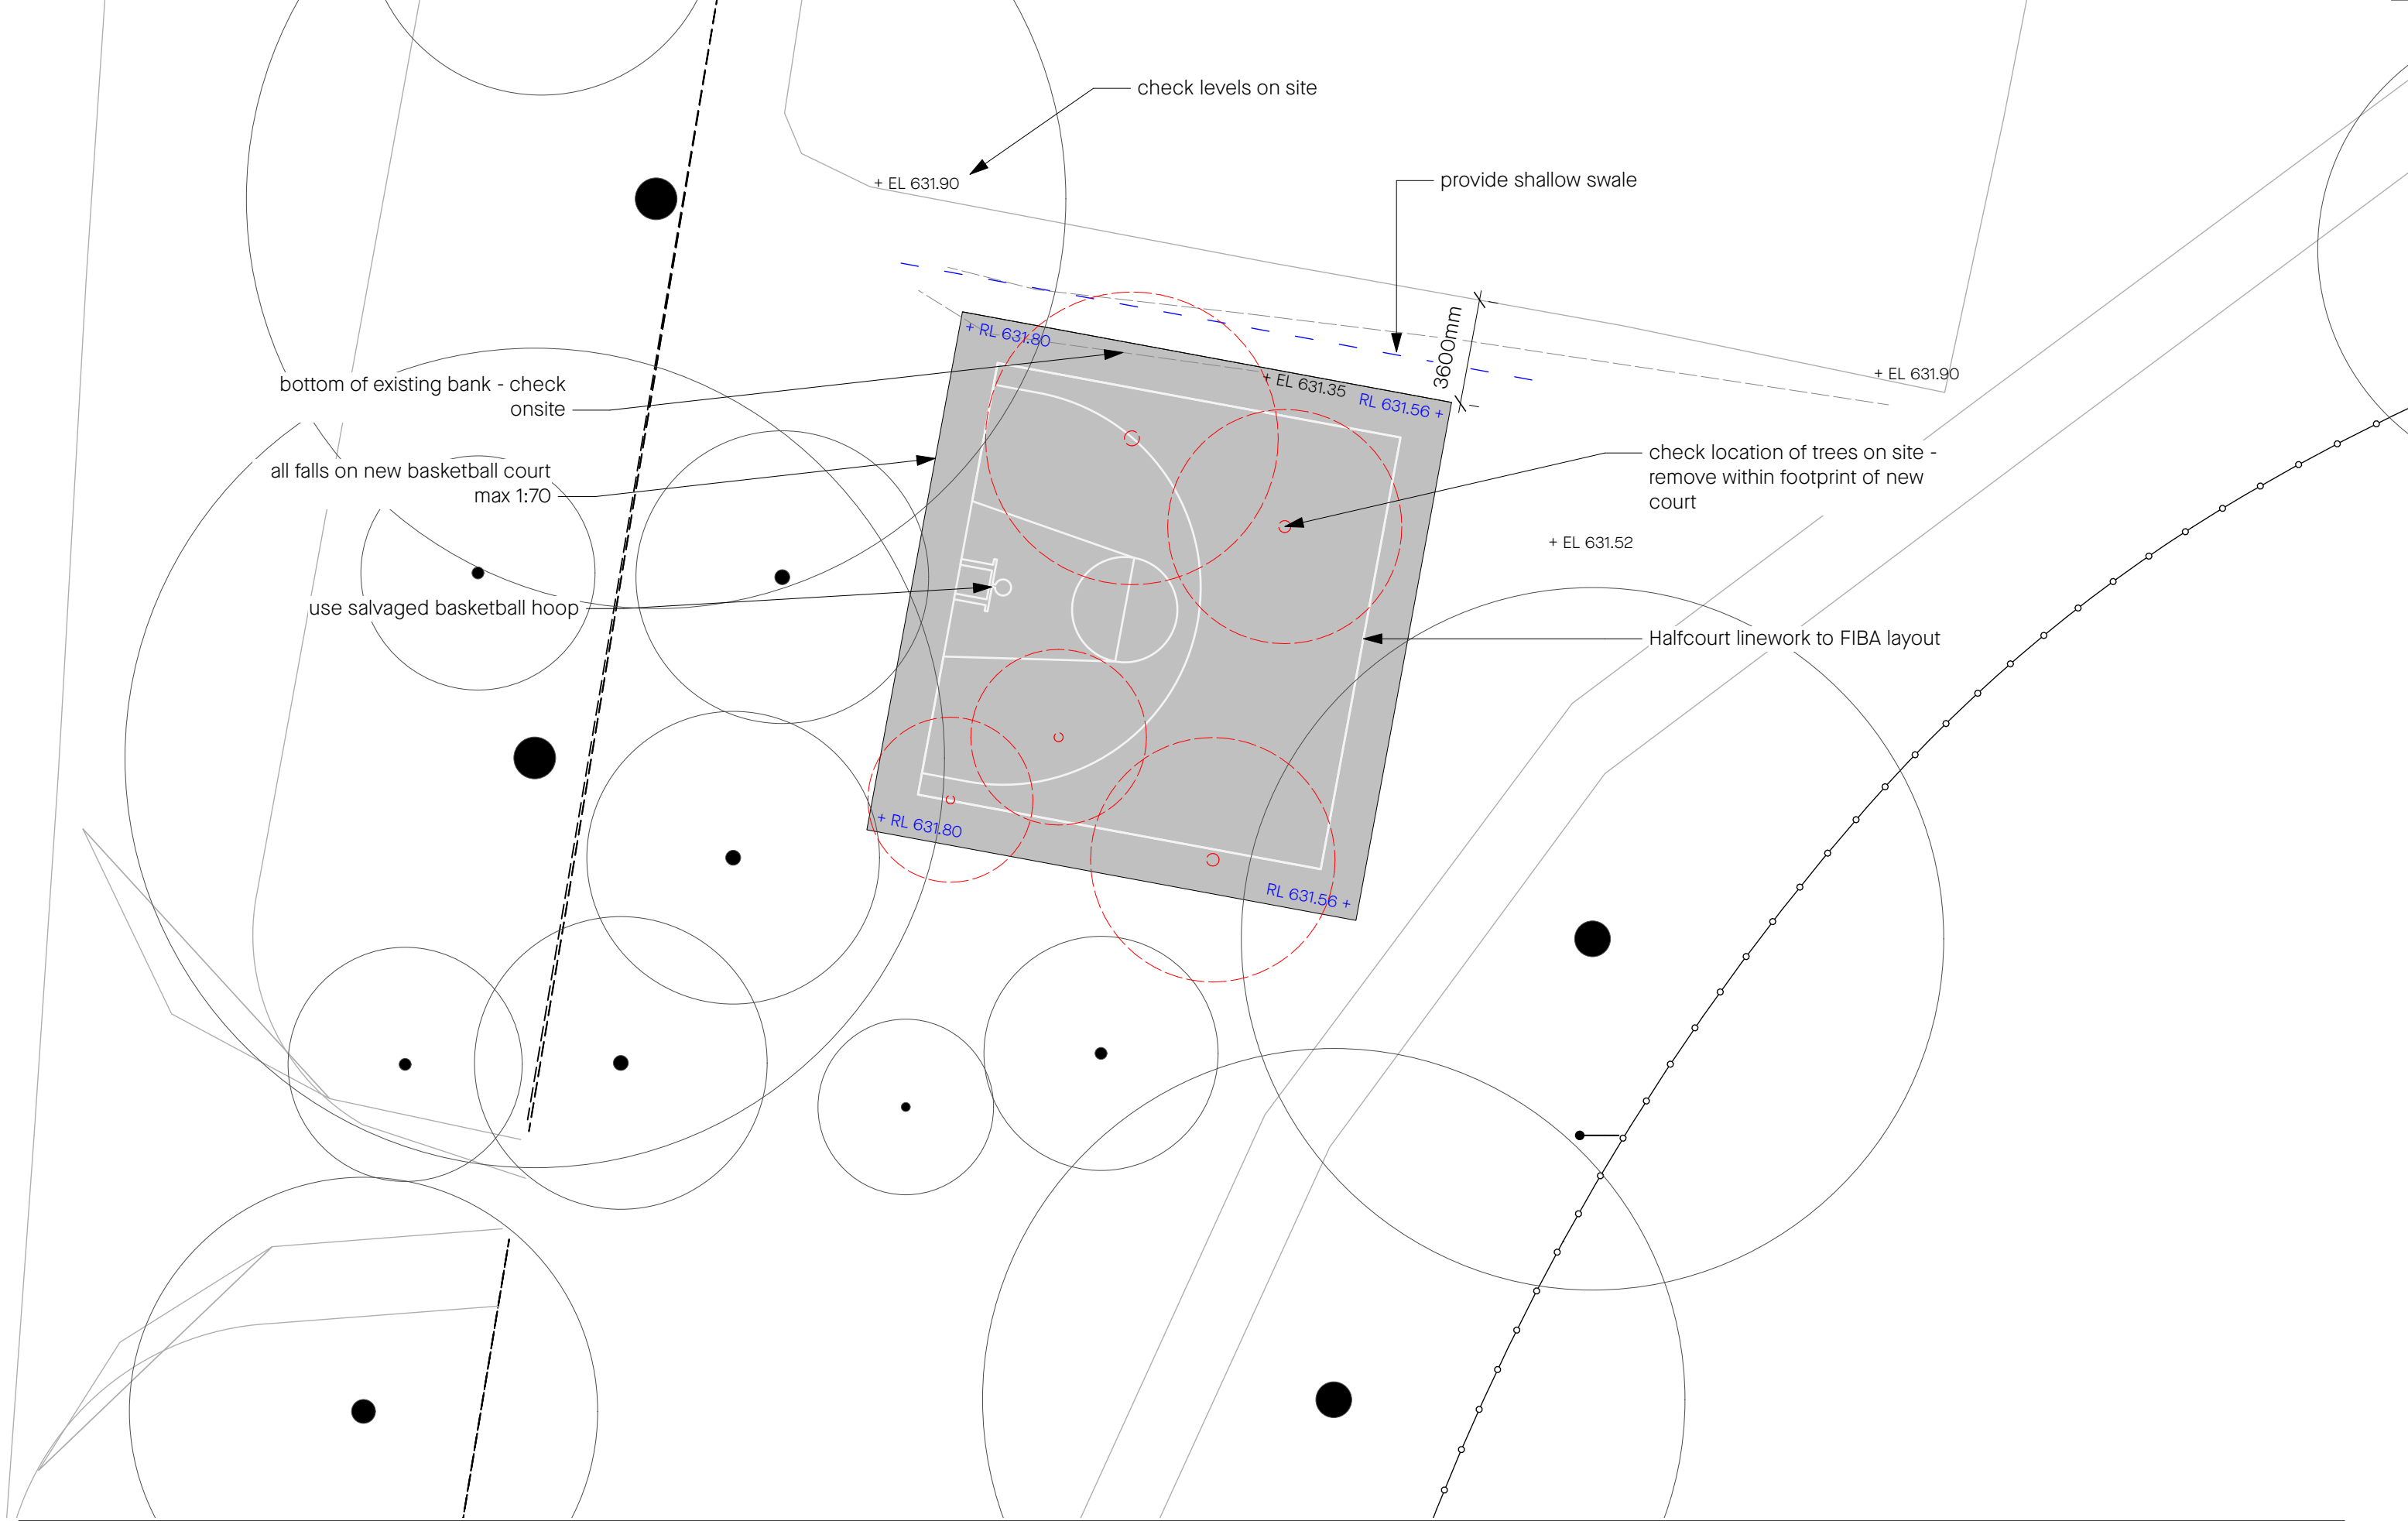 check levels on site
+ EL 631.90
provide shallow swale
3600mm
+ RL 631.80
+ EL 631.35
RL 631.56 +
+ EL 631.90
bottom of existing bank - check
onsite
all falls on new basketball court
max 1:70
check location of trees on site -
remove within footprint of new
court
+ EL 631.52
use salvaged basketball hoop
Halfcourt linework to FIBA layout
+ RL 631.80
RL 631.56 +